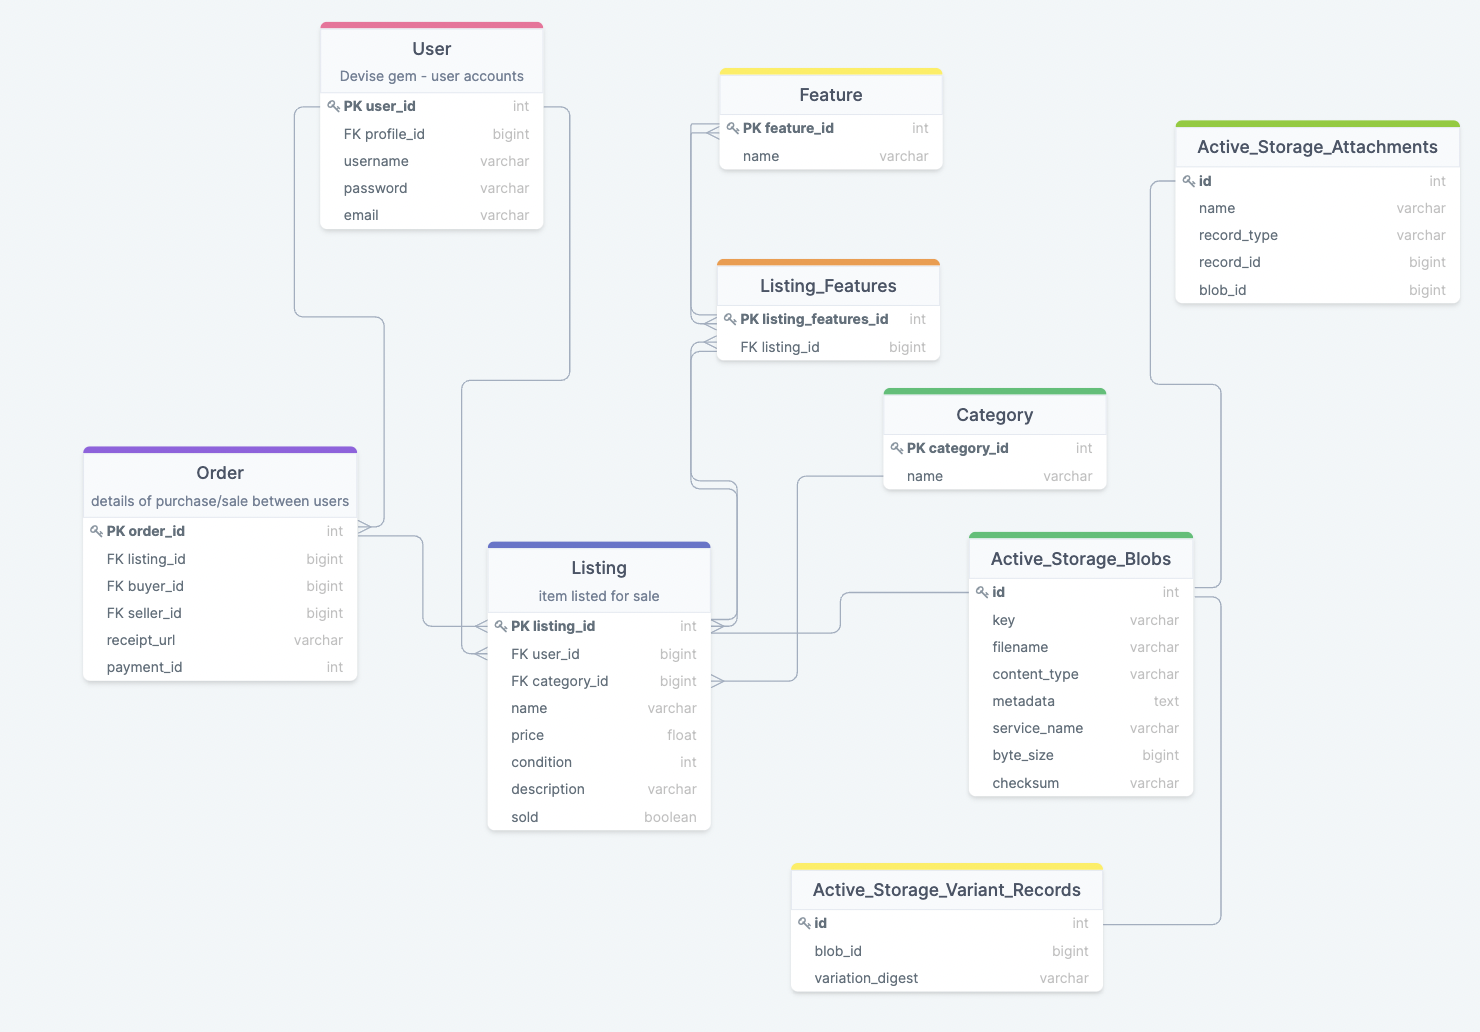 User
Devise gem - user accounts
PK user_id int
FK profile_id bigint
username varchar
password varchar
email varchar
Feature
PK feature_id int
name varchar
Active_Storage_Attachments
id int
name varchar
record_type varchar
record_id bigint
blob_id bigint
Listing_Features
PK listing_features_id int
FK listing_id bigint
Category
PK category_id int
name varchar
Order
details of purchase/sale between users
PK order_id int
FK listing_id bigint
FK buyer_id bigint
FK seller_id bigint
receipt_url varchar
payment_id int
Listing
item listed for sale
PK listing_id int
FK user_id bigint
FK category_id bigint
name varchar
price float
condition int
description varchar
sold boolean
Active_Storage_Blobs
id int
key varchar
filename varchar
content_type varchar
metadata text
service_name varchar
byte_size bigint
checksum varchar
Active_Storage_Variant_Records
id int
blob_id bigint
variation_digest varchar